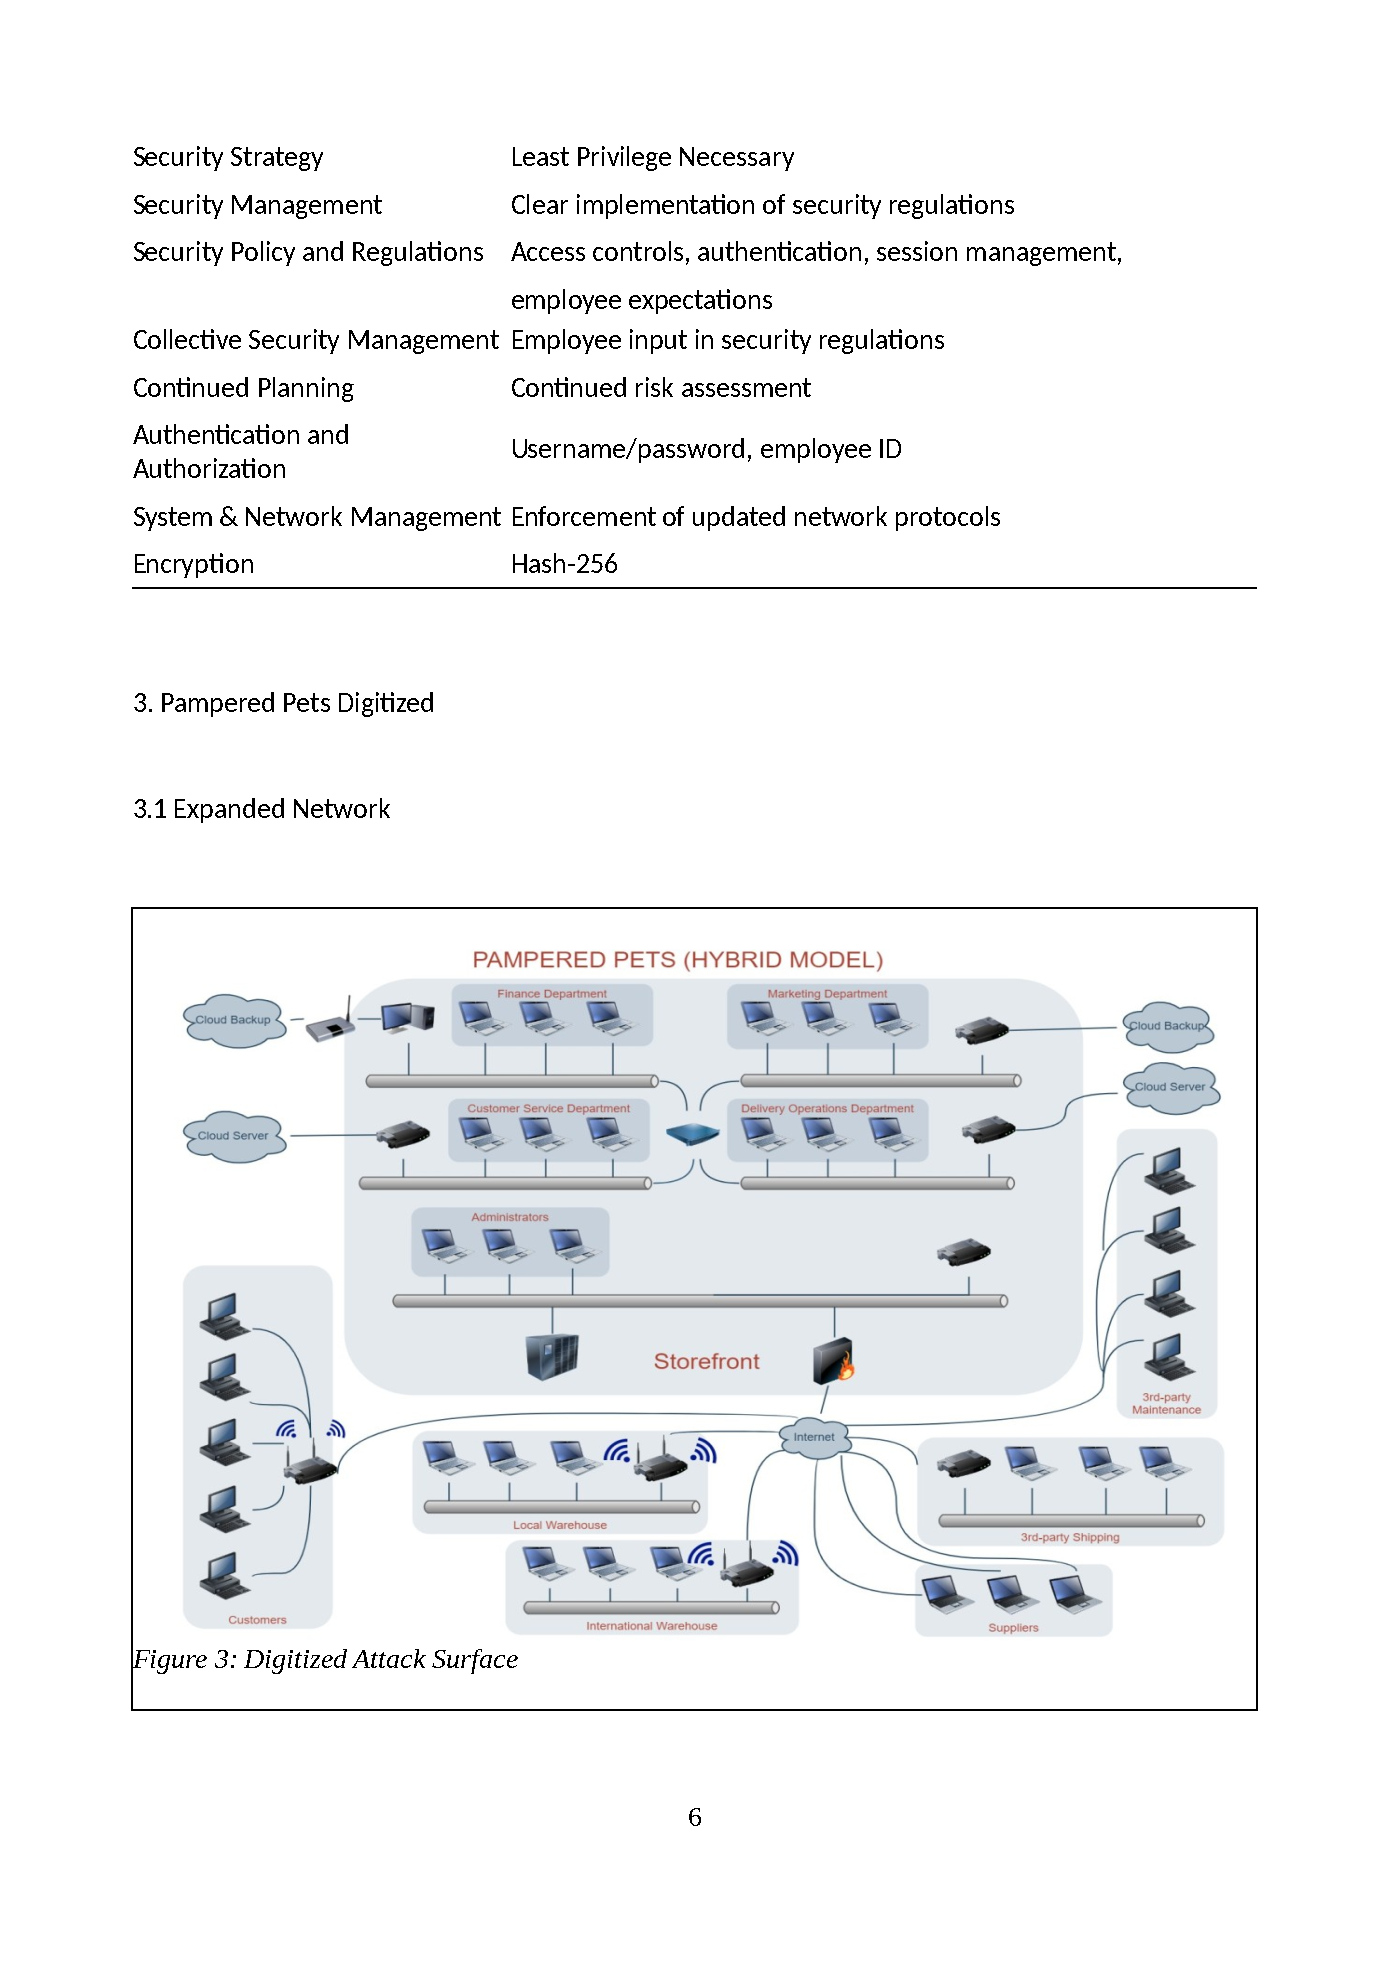 Security Strategy Least Privilege Necessary
Security Management Clear implementation of security regulations
Security Policy and Regulations Access controls, authentication, session management,
employee expectations
Collective Security Management Employee input in security regulations
Continued Planning Continued risk assessment
Authentication and
Authorization
Username/password, employee ID
System & Network Management Enforcement of updated network protocols
Encryption Hash-256
3. Pampered Pets Digitized
3.1 Expanded Network
PAMPERED PETS (HYBRID MODEL)
Finance Department
Marketing Department
Cloud Backup
Cloud Backup
Cloud Server
Customer Service Department
Delivery Operations Department
Cloud Server
Administrators
Storefront
3rd-party
Maintenance
Internet
Local Warehouse
3rd-party Shipping
Customers
International Warehouse
Suppliers
Figure 3: Digitized Attack Surface
6